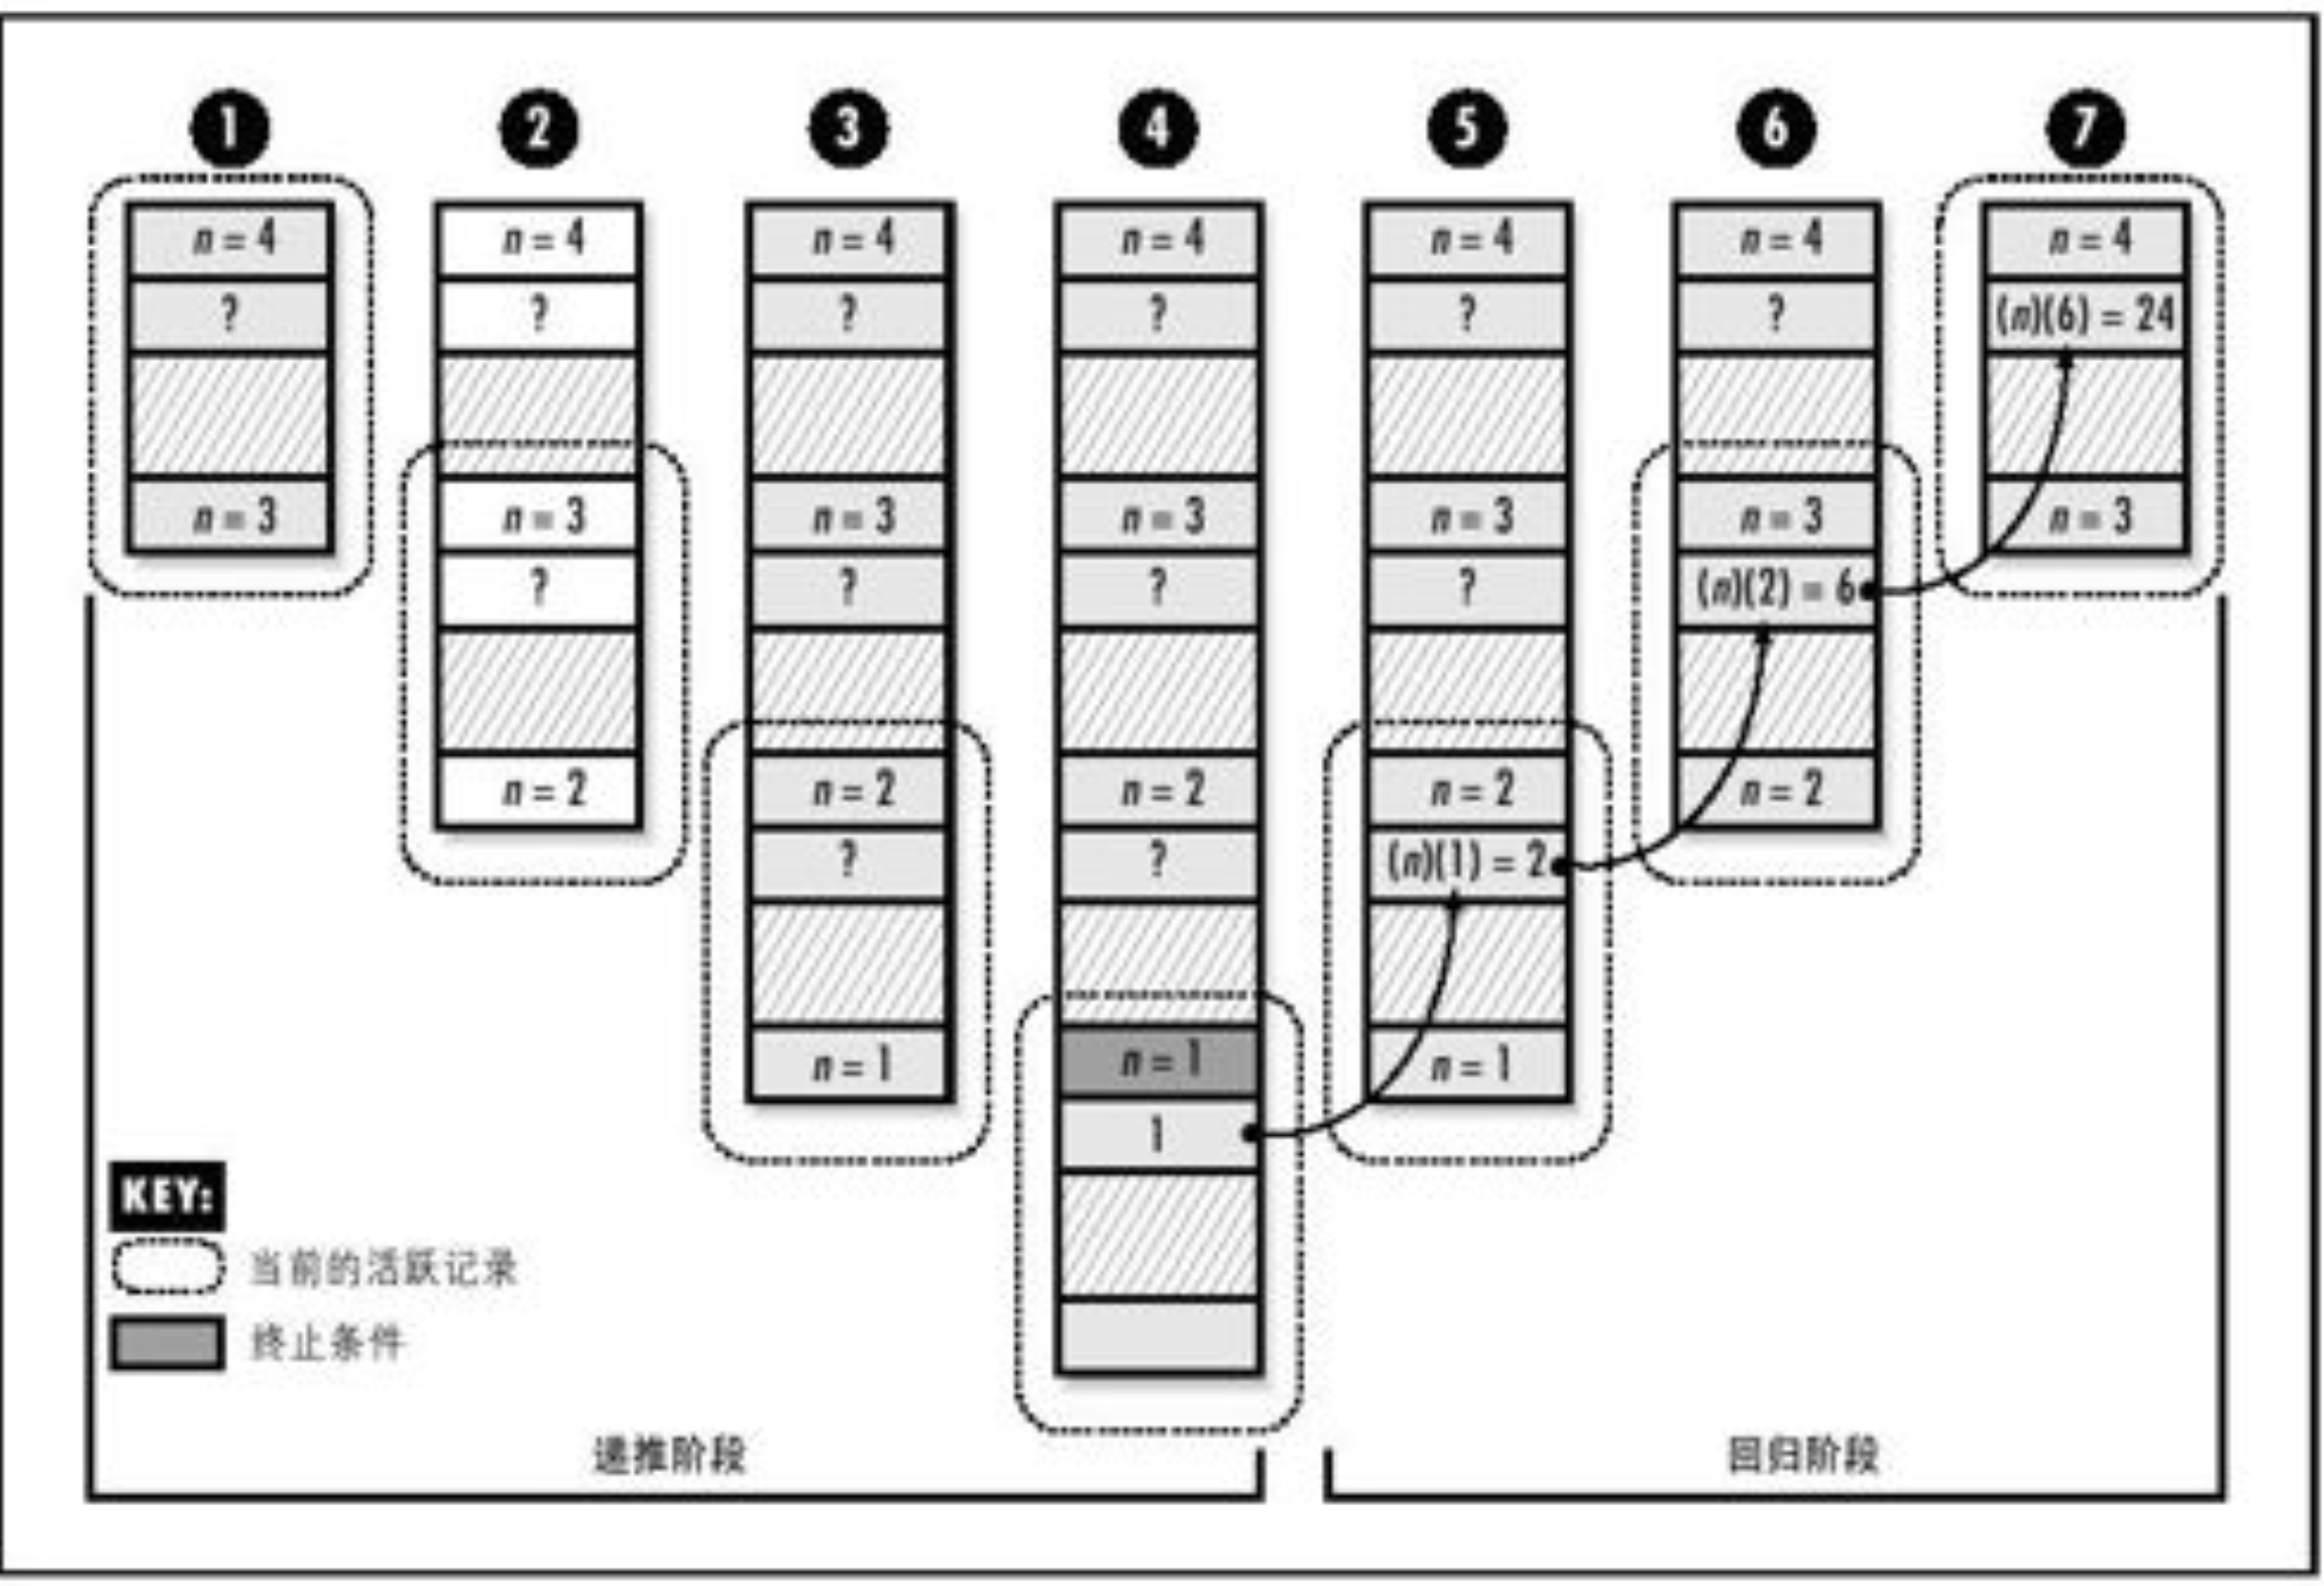 1 2 3 4 5 6 7
n = 4 n = 4 n = 4 n = 4 n = 4 n = 4 n = 4
? ? ? ? ? ? (n)(6) = 24
n = 3 n = 3 n = 3 n = 3 n = 3 n = 3 n = 3
? ? ? ? (n)(2) = 6
n = 2 n = 2 n = 2 n = 2 n = 2
? ? (n)(1) = 2
n = 1 n = 1 n = 1
1
KEY:
当前的活跃记录
终止条件
递推阶段
回归阶段